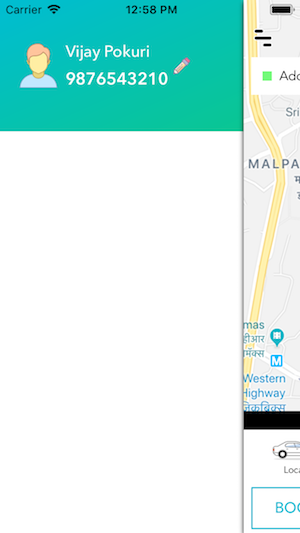 Carrier 12:58 PM
Vijay Pokuri
9876543210
Add
Sri
MALPA
mas
हीआर
मॅक्स
M
Western
Highway
Loca
BOO